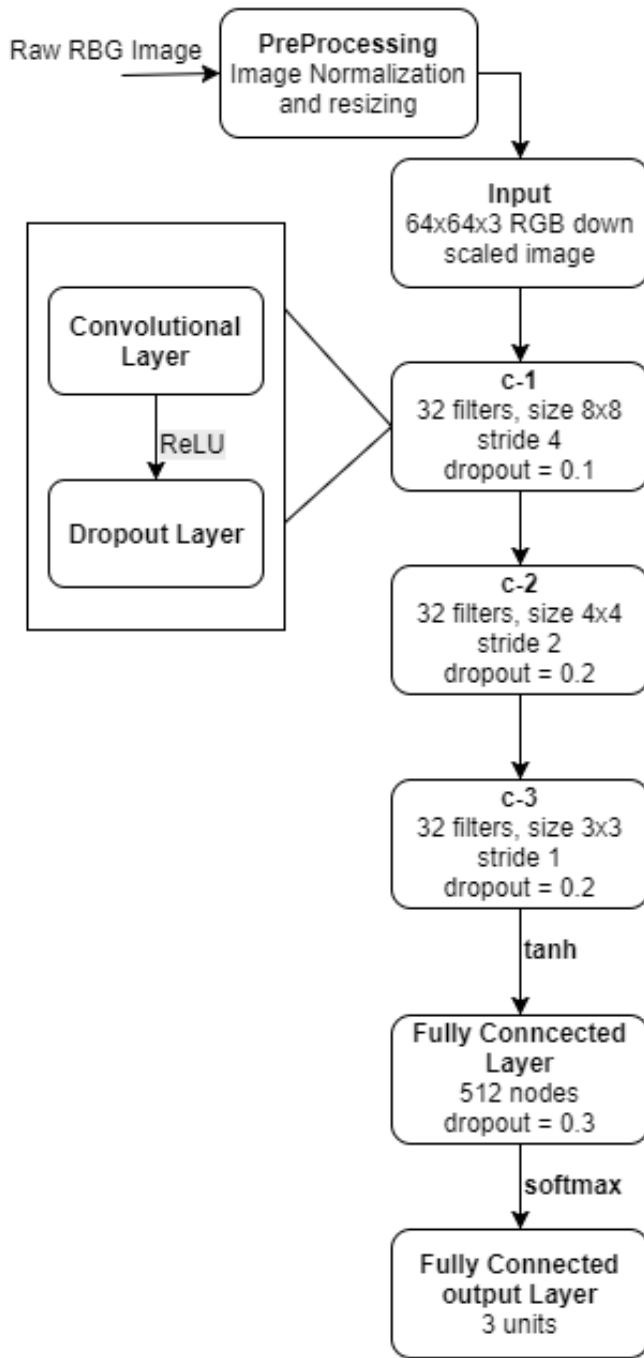 Raw RBG Image
PreProcessing
Image Normalization
and resizing
Input
64x64x3 RGB down
scaled image
Convolutional
Layer
ReLU
Dropout Layer
c-1
32 filters, size 8x8
stride 4
dropout = 0.1
c-2
32 filters, size 4x4
stride 2
dropout = 0.2
c-3
32 filters, size 3x3
stride 1
dropout = 0.2
tanh
Fully Conncected
Layer
512 nodes
dropout = 0.3
softmax
Fully Connected
output Layer
3 units